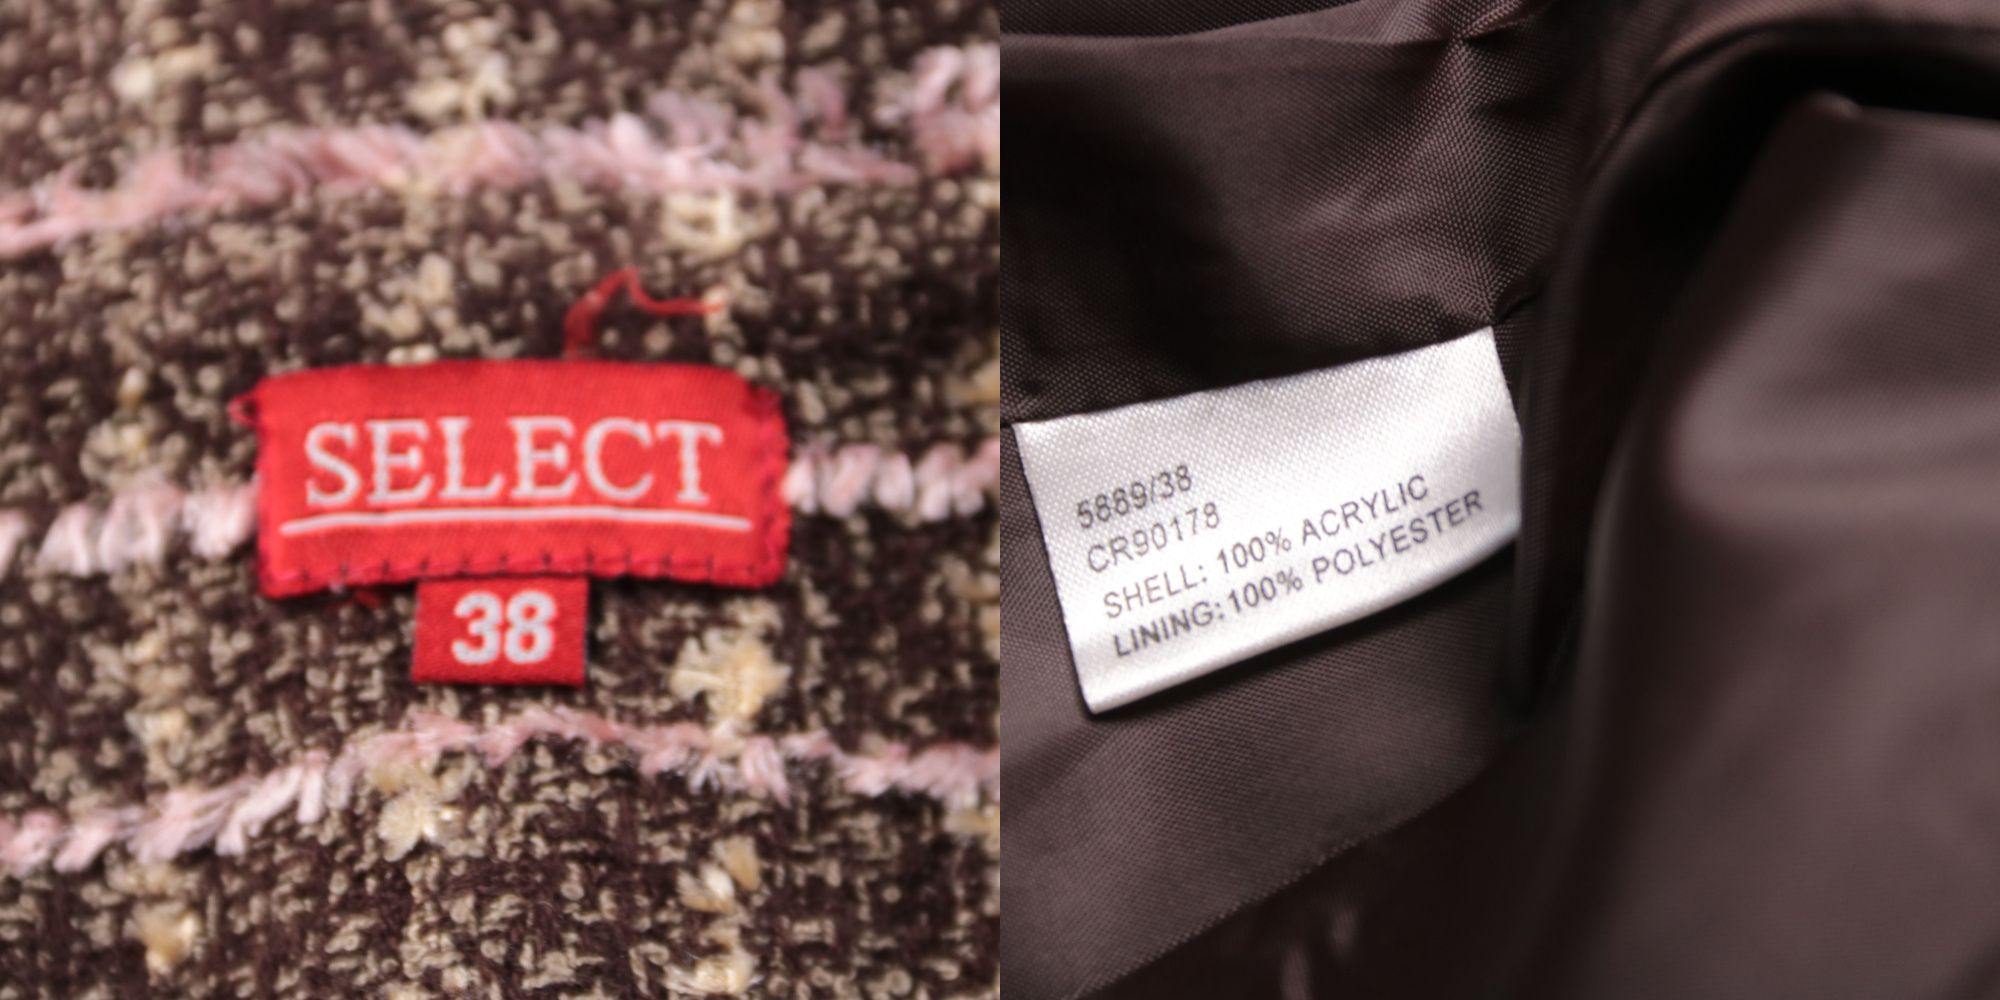 SELECT
38
5889/38
CR90178
SHELL: 100% ACRYLIC
LINING:100% POLYESTER